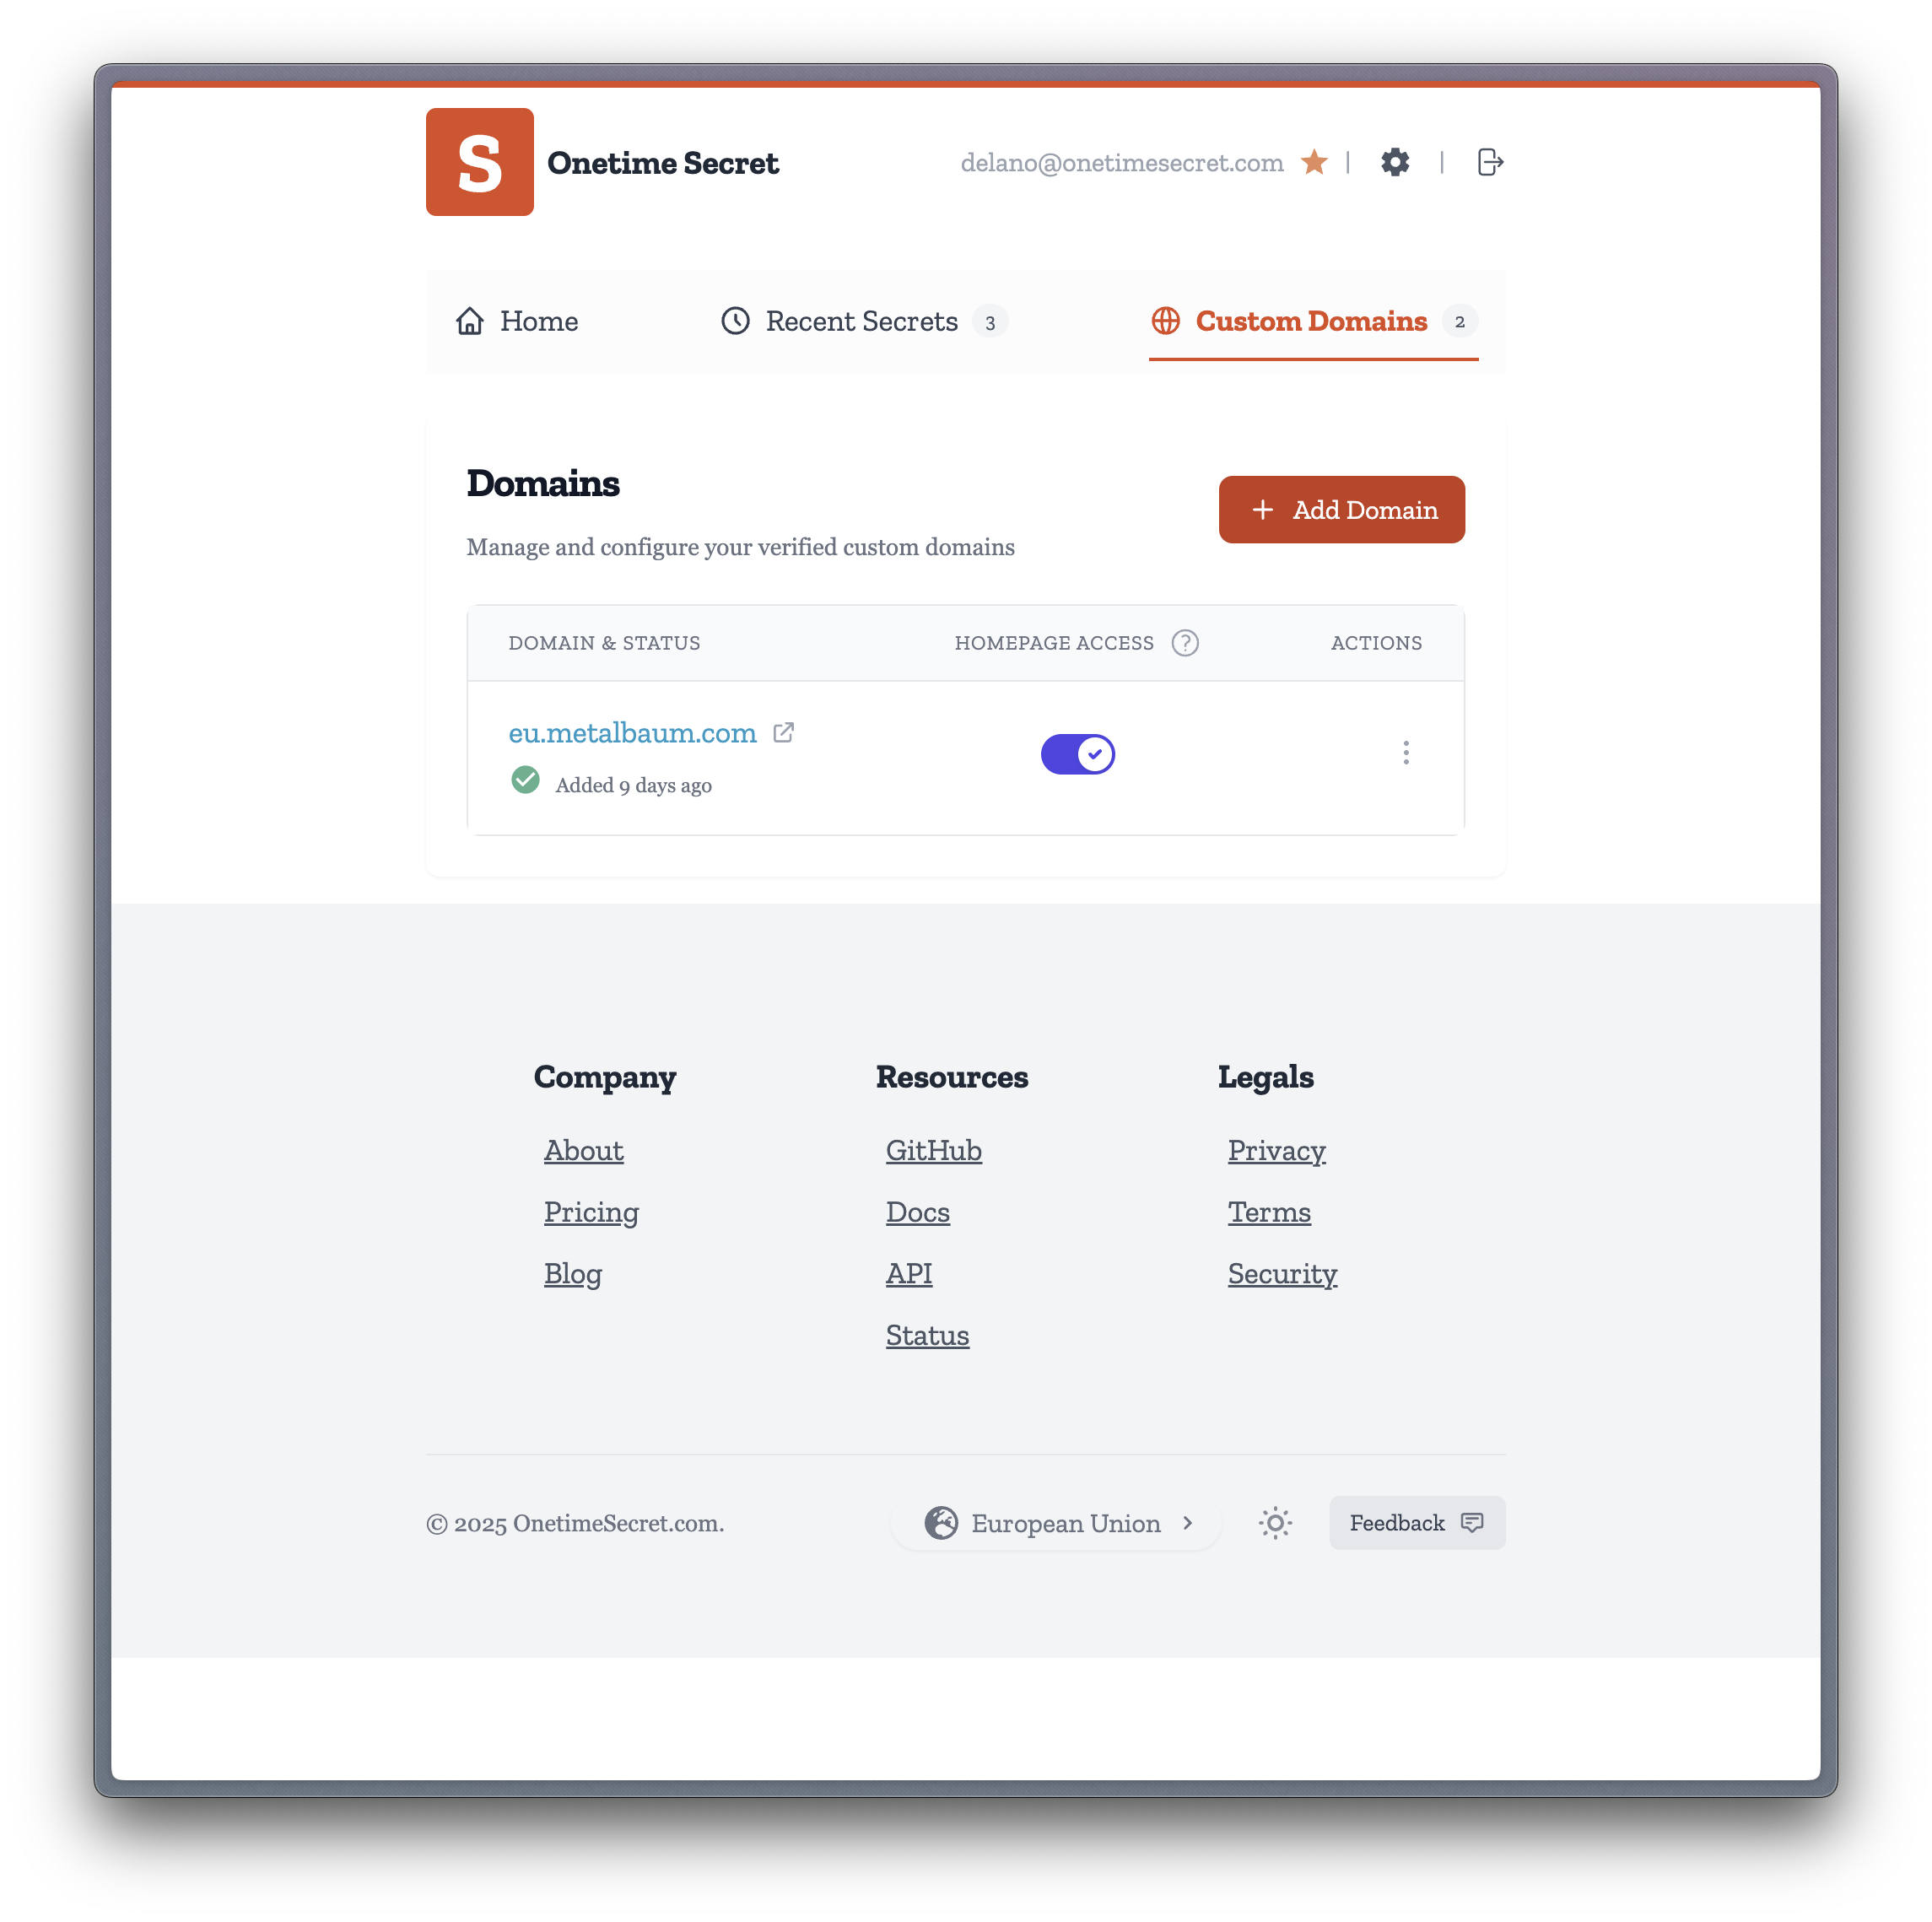 S
Onetime Secret
delano@onetimesecret.com | |
Home
Recent Secrets 3
Custom Domains 2
Domains
Add Domain
Manage and configure your verified custom domains
DOMAIN & STATUS
HOMEPAGE ACCESS ?
ACTIONS
eu.metalbaum.com
Added 9 days ago
Company
About
Pricing
Blog
Resources
GitHub
Docs
API
Status
Legals
Privacy
Terms
Security
© 2025 OnetimeSecret.com.
European Union
Feedback